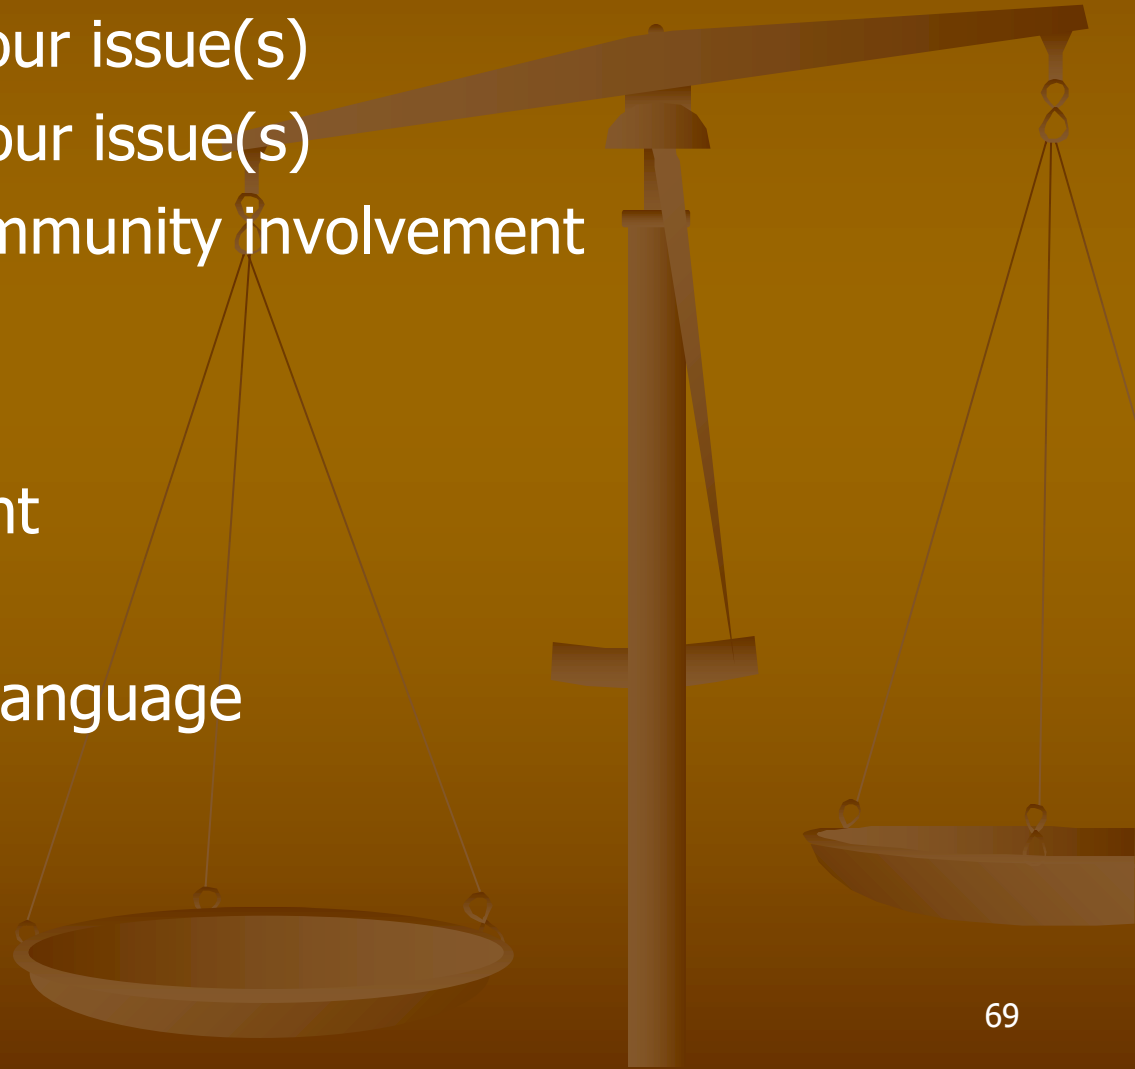 our issue(s)
our issue(s)
mmunity involvement
nt
anguage
69